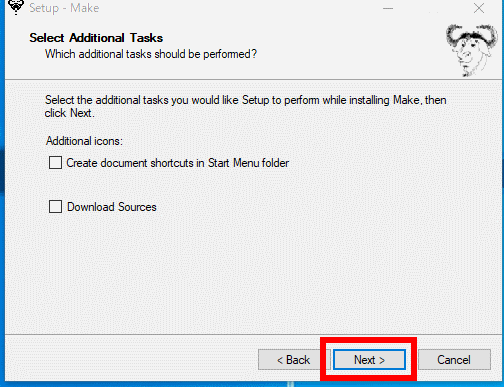 Setup - Make
Select Additional Tasks
Which additional tasks should be performed?
Select the additional tasks you would like Setup to perform while installing Make, then
click Next.
Additional icons:
Create document shortcuts in Start Menu folder
Download Sources
< Back
Next >
Cancel